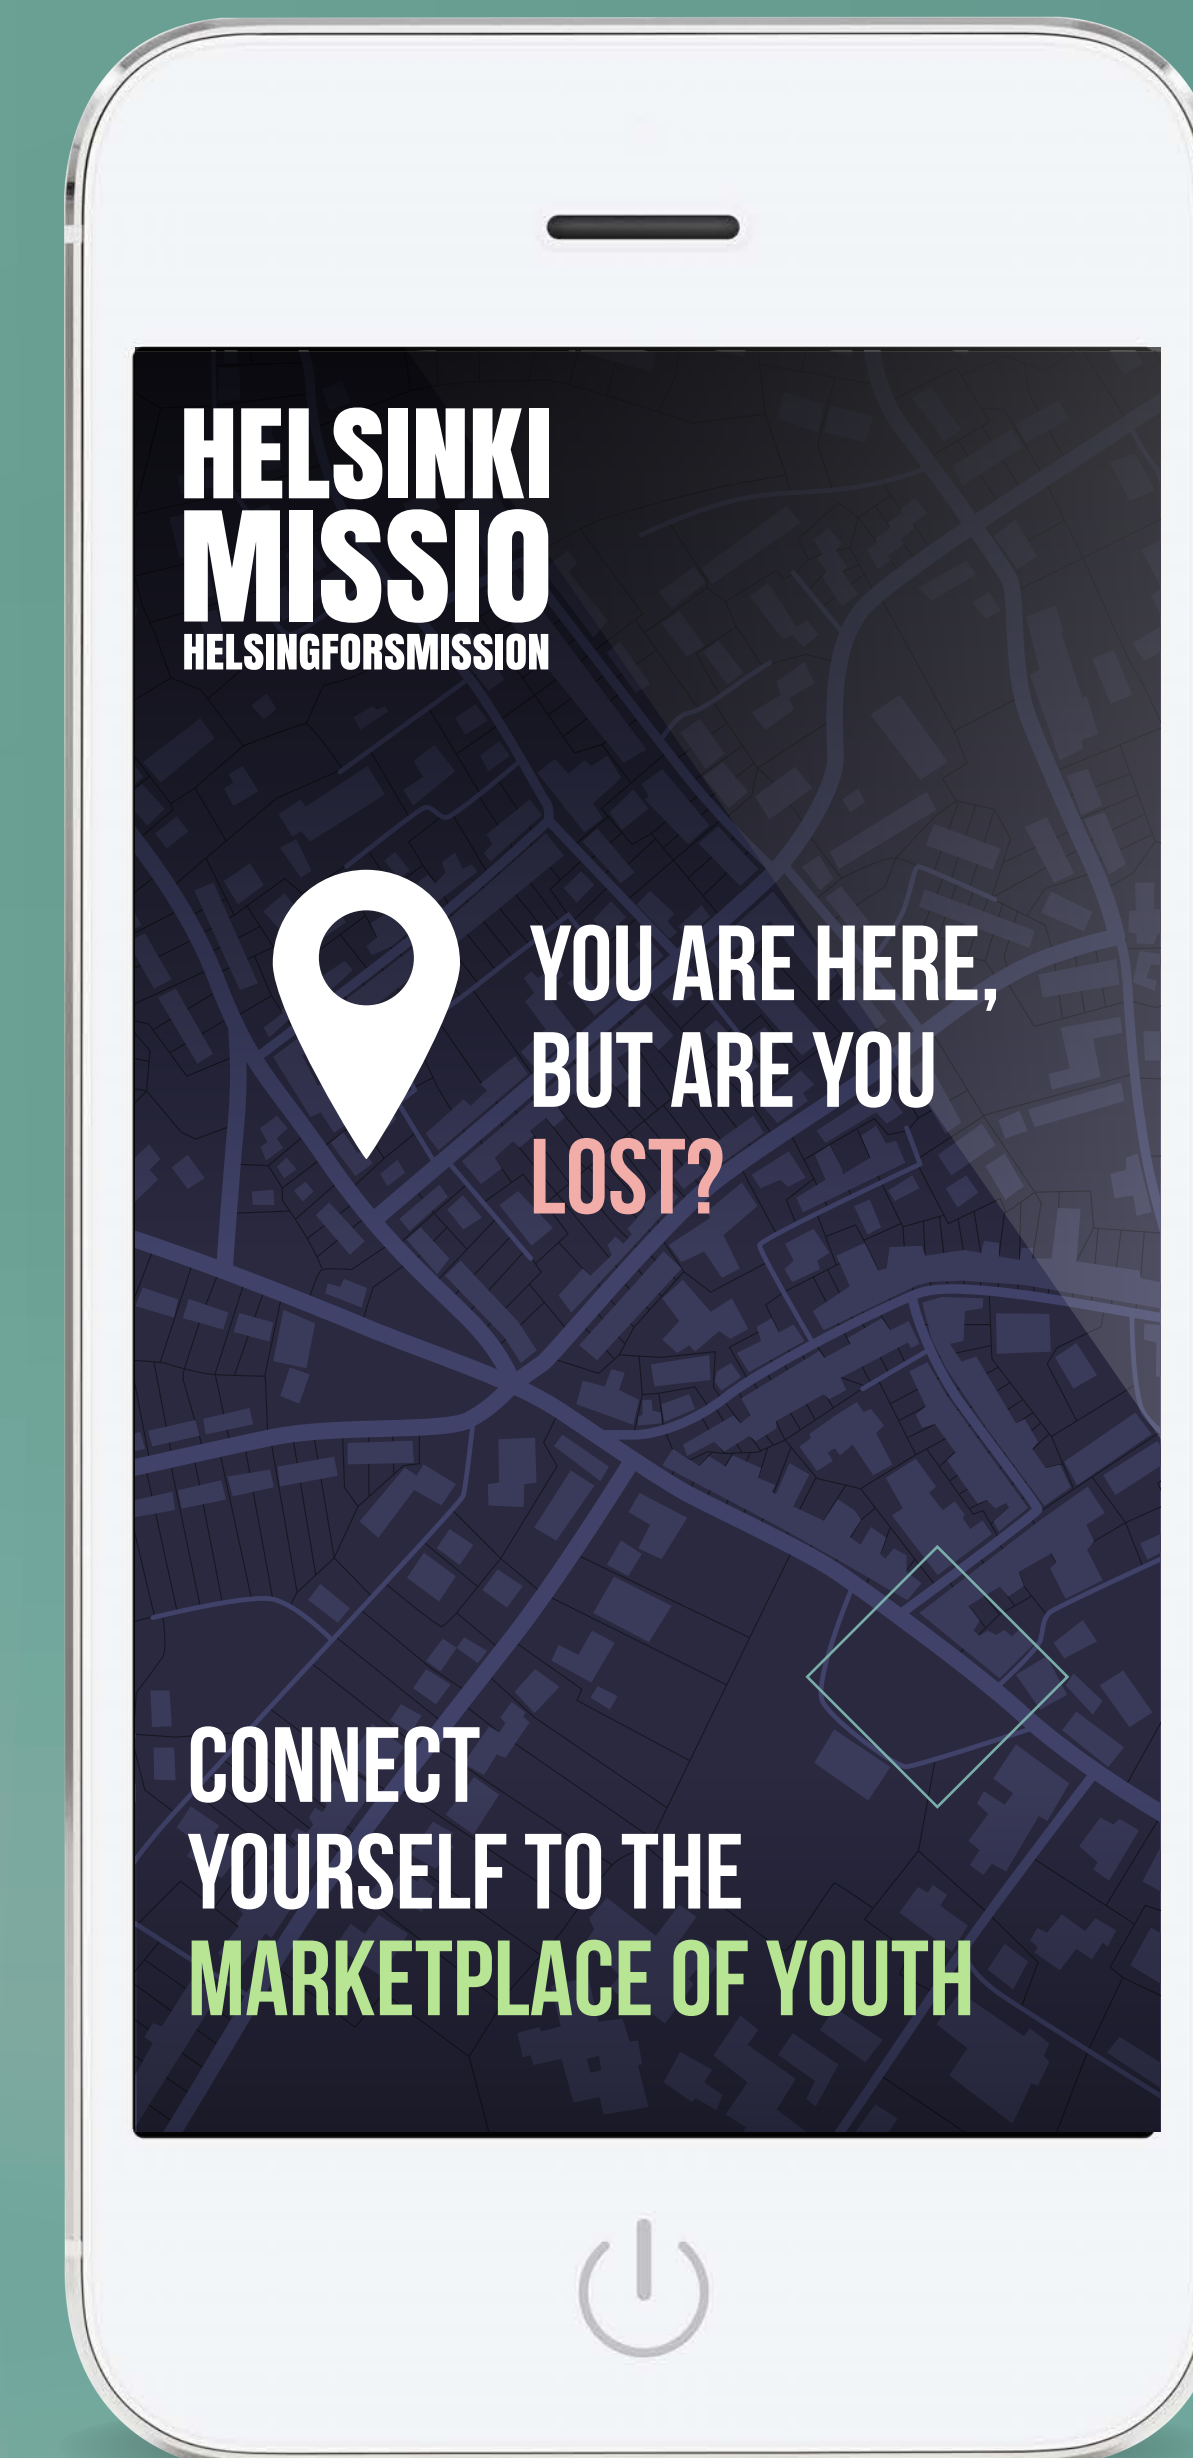 HELSINKI
MISSIO
HELSINGFORSMISSION
YOU ARE HERE,
BUT ARE YOU
LOST?
CONNECT
YOURSELF TO THE
MARKETPLACE OF YOUTH